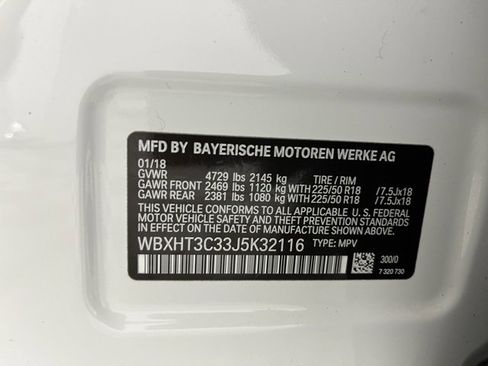 MFD BY BAYERISCHE MOTOREN WERKE AG
01/18
GVWR 4729 lbs 2145 kg TIRE / RIM
GAWR FRONT 2469 lbs 1120 kg WITH 225/50 R18 /7.5Jx18
GAWR REAR 2381 lbs 1080 kg WITH 225/50 R18 /7.5Jx18
THIS VEHICLE CONFORMS TO ALL APPLICABLE FEDERAL
MOTOR VEHICLE SAFETY AND THEFT PREVENTION
STANDARDS IN EFFECT
ON THE DATE OF MANUFACTURE SHOWN ABOVE.
WBXHT3C33J5K32116 TYPE: MPV
300/0
7 320 730